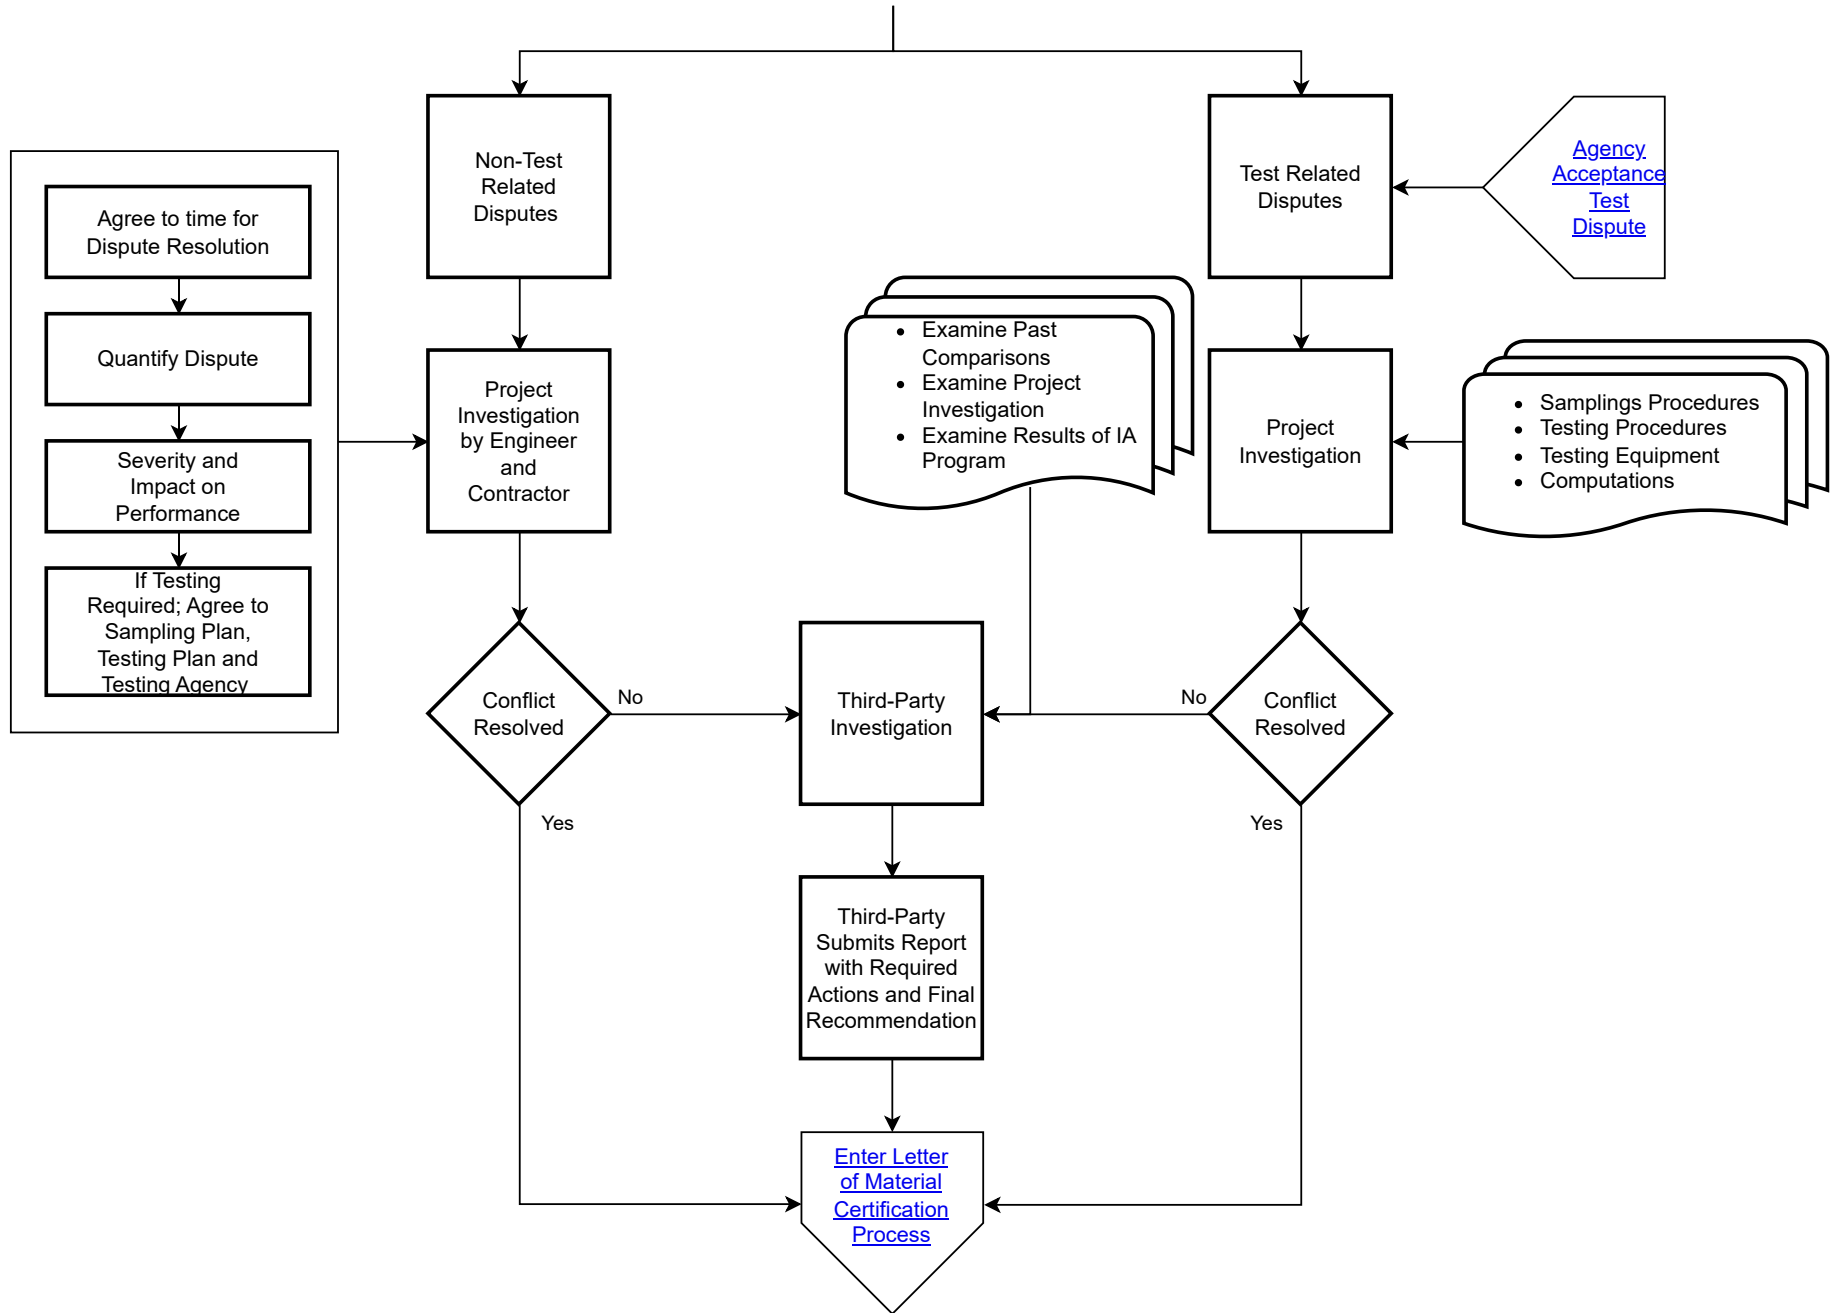 Non-Test
Related
Disputes
Test Related
Disputes
Agency
Acceptance
Test
Dispute
Agree to time for
Dispute Resolution
Quantify Dispute
Severity and
Impact on
Performance
If Testing
Required; Agree to
Sampling Plan,
Testing Plan and
Testing Agency
Project
Investigation
by Engineer
and
Contractor
• Examine Past
Comparisons
• Examine Project
Investigation
• Examine Results of IA
Program
Project
Investigation
• Samplings Procedures
• Testing Procedures
• Testing Equipment
• Computations
Conflict
Resolved
No
Yes
Third-Party
Investigation
No
Conflict
Resolved
Yes
Third-Party
Submits Report
with Required
Actions and Final
Recommendation
Enter Letter
of Material
Certification
Process